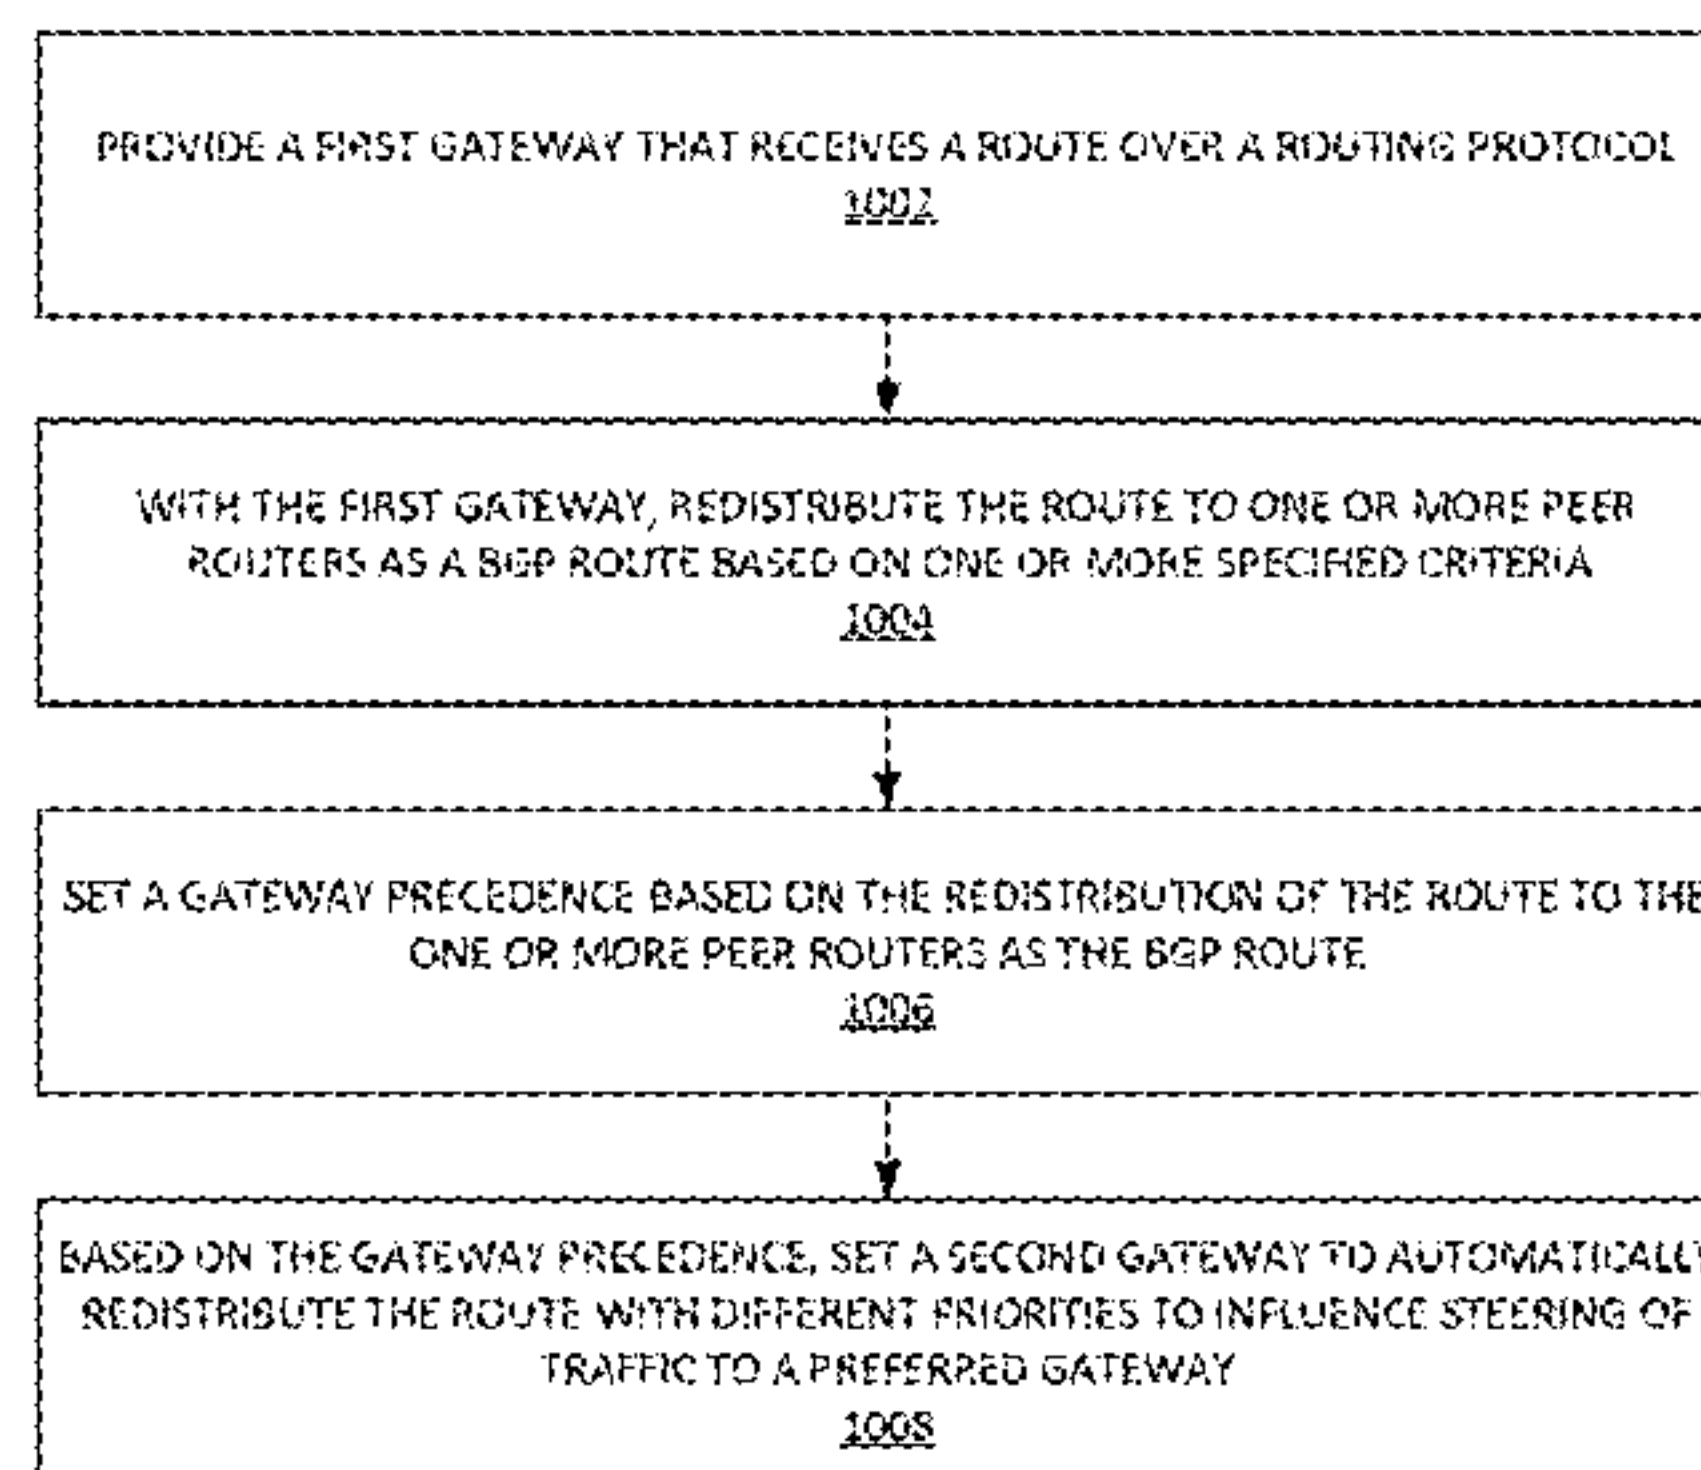 PROVIDE A FIRST GATEWAY THAT RECEIVES A ROUTE OVER A ROUTING PROTOCOL
1002
WITH THE FIRST GATEWAY, REDISTRIBUTE THE ROUTE TO ONE OR MORE PEER
ROUTERS AS A BGP ROUTE BASED ON ONE OR MORE SPECIFIED CRITERIA
1004
SET A GATEWAY PRECEDENCE BASED ON THE REDISTRIBUTION OF THE ROUTE TO THE
ONE OR MORE PEER ROUTERS AS THE BGP ROUTE
1006
BASED ON THE GATEWAY PRECEDENCE, SET A SECOND GATEWAY TO AUTOMATICALLY
REDISTRIBUTE THE ROUTE WITH DIFFERENT PRIORITIES TO INFLUENCE STEERING OF
TRAFFIC TO A PREFERRED GATEWAY
1008